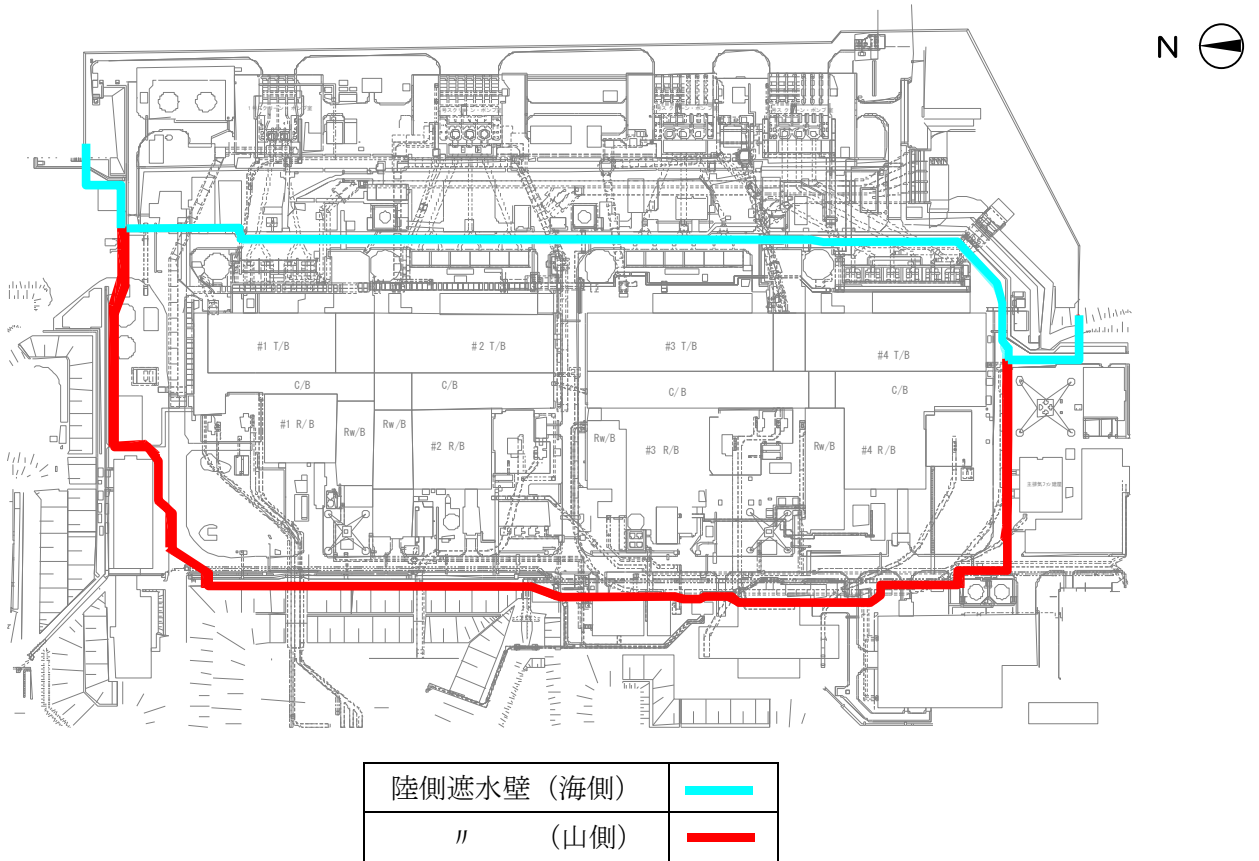 N
#1 T/B
#2 T/B
#3 T/B
#4 T/B
C/B
C/B
C/B
C/B
#1 R/B
Rw/B
Rw/B
#2 R/B
Rw/B
#3 R/B
Rw/B
#4 R/B
陸側遮水壁（海側）
〃 （山側）